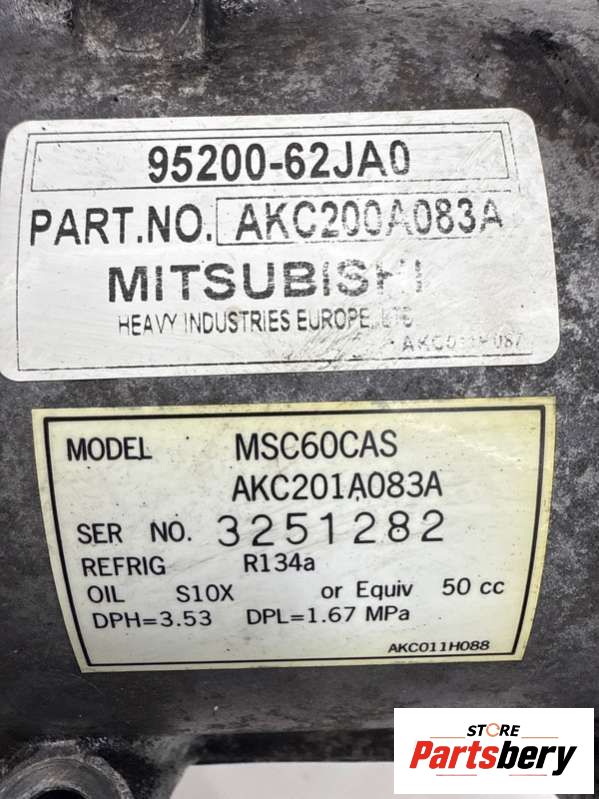 95200-62JA0
PART.NO. AKC200A083A
MITSUBISHI
HEAVY INDUSTRIES EUROPE, LTD
AKC011H087
MODEL MSC60CAS
AKC201A083A
SER NO. 3251282
REFRIG R134a
OIL S10X or Equiv 50 cc
DPH=3.53 DPL=1.67 MPa
AKC011H088
STORE
Partsbery